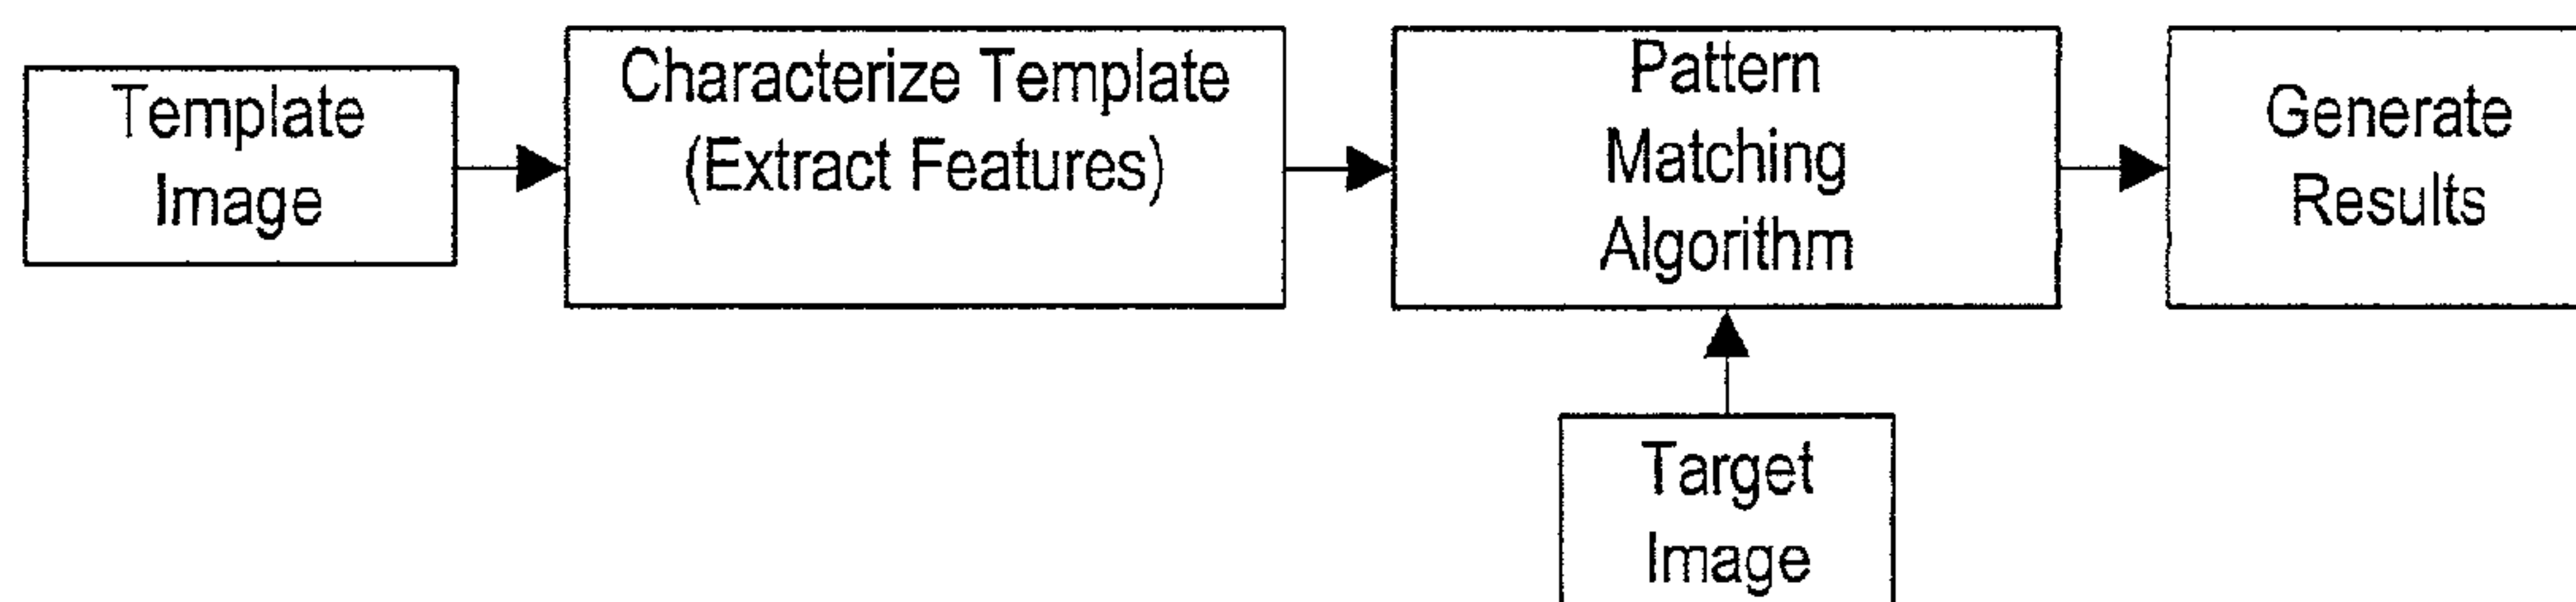 Template
Image
Characterize Template
(Extract Features)
Pattern
Matching
Algorithm
Generate
Results
Target
Image